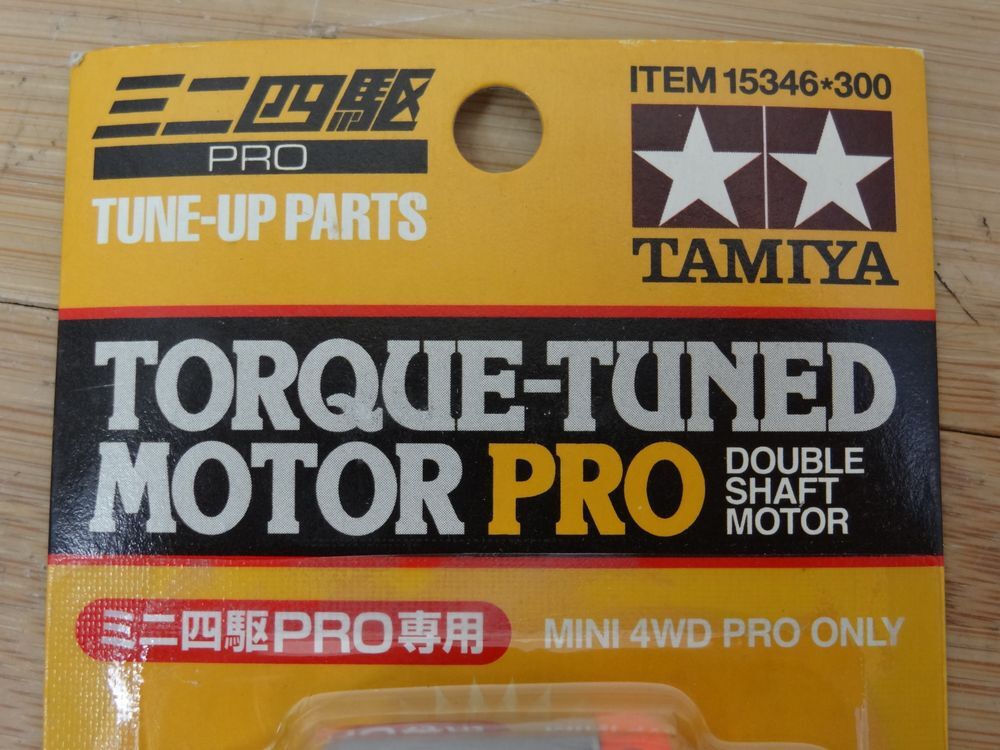 ミニ四駆
PRO
TUNE-UP PARTS
ITEM 15346*300
TAMIYA
TORQUE-TUNED
MOTOR PRO
DOUBLE
SHAFT
MOTOR
ミニ四駆PRO専用
MINI 4WD PRO ONLY